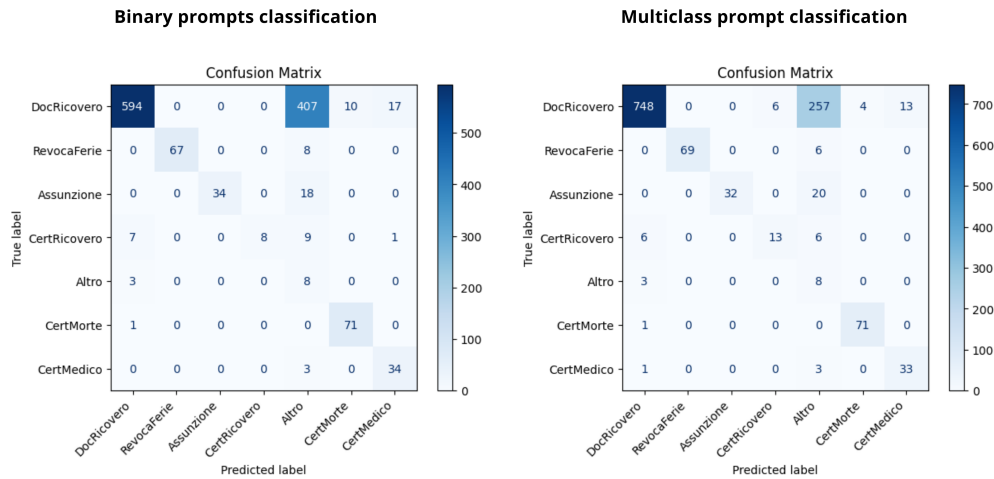 Binary prompts classification
Confusion Matrix
True label
DocRicovero 594 0 0 0 407 10 17
RevocaFerie 0 67 0 0 8 0 0
Assunzione 0 0 34 0 18 0 0
CertRicovero 7 0 0 8 9 0 1
Altro 3 0 0 0 8 0 0
CertMorte 1 0 0 0 0 71 0
CertMedico 0 0 0 0 3 0 34
DocRicovero RevocaFerie Assunzione CertRicovero Altro CertMorte CertMedico
Predicted label
500
400
300
200
100
0
Multiclass prompt classification
Confusion Matrix
True label
DocRicovero 748 0 0 6 257 4 13
RevocaFerie 0 69 0 0 6 0 0
Assunzione 0 0 32 0 20 0 0
CertRicovero 6 0 0 13 6 0 0
Altro 3 0 0 0 8 0 0
CertMorte 1 0 0 0 0 71 0
CertMedico 1 0 0 0 3 0 33
DocRicovero RevocaFerie Assunzione CertRicovero Altro CertMorte CertMedico
Predicted label
700
600
500
400
300
200
100
0